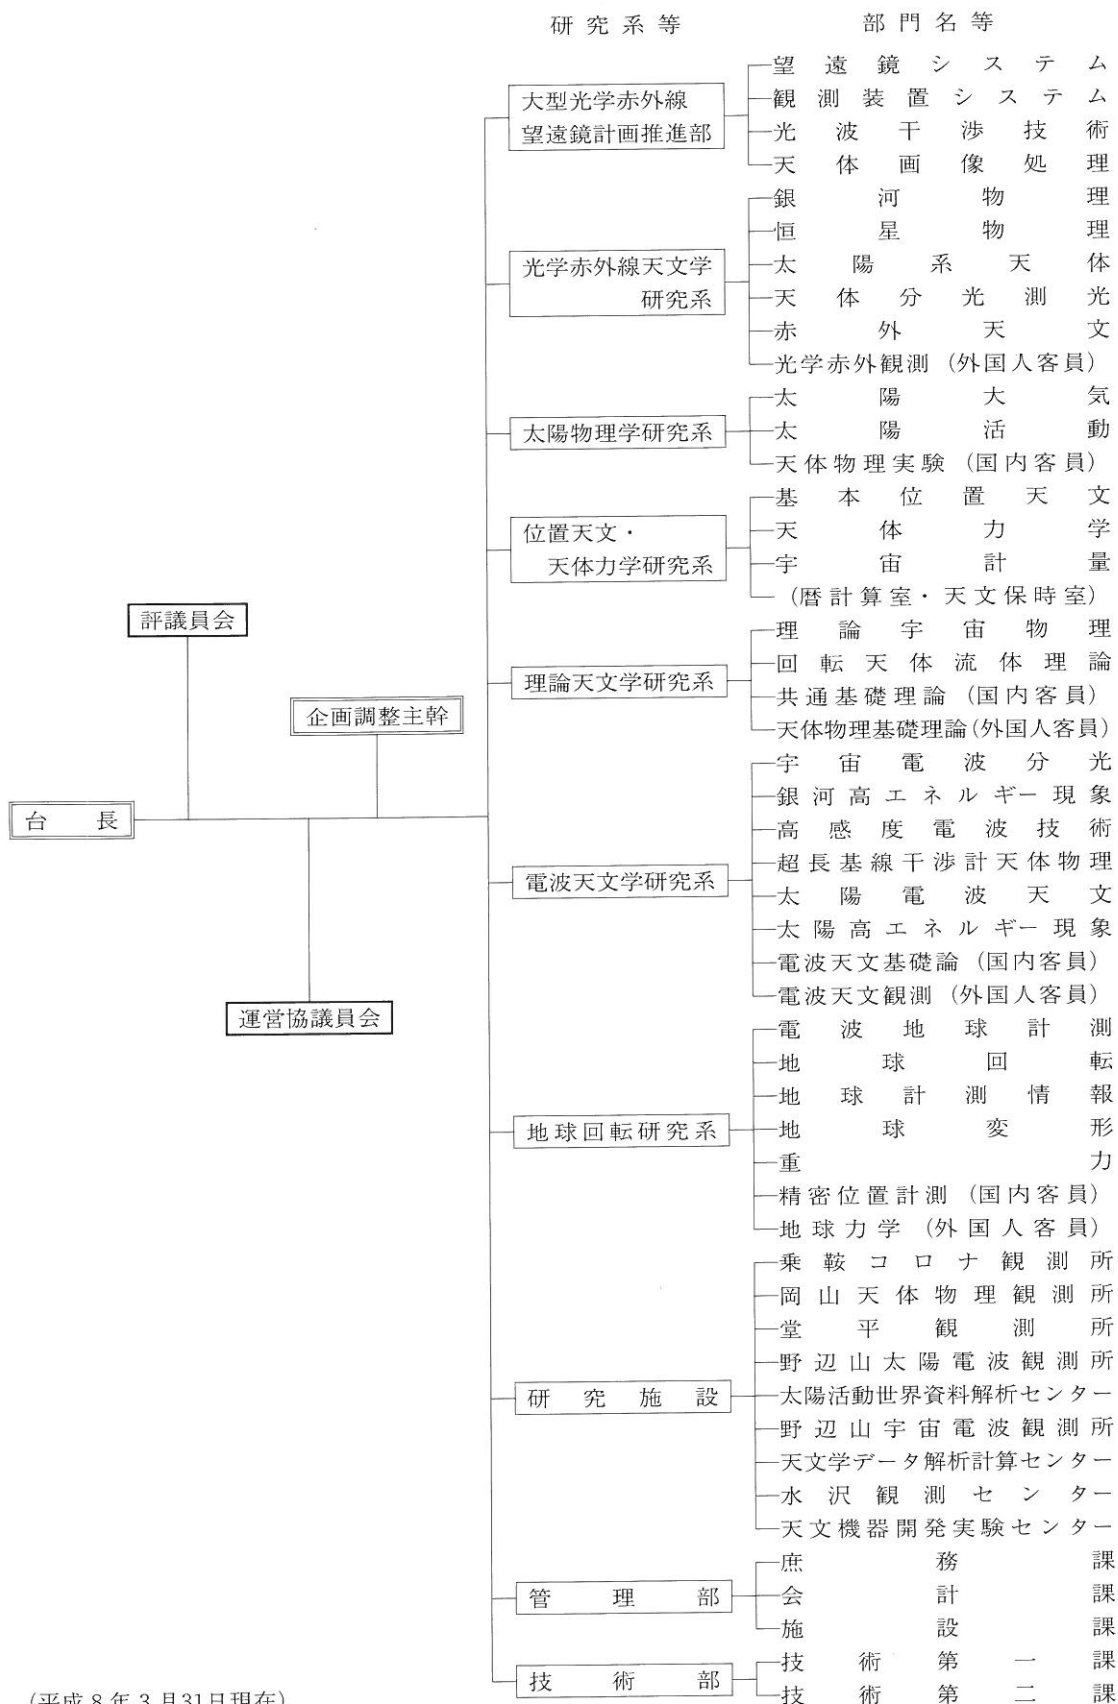 研究系等 部門名等
大型光学赤外線
望遠鏡計画推進部
望遠鏡システム
観測装置システム
光波干渉技術
天体画像処理
光学赤外線天文学
研究系
銀河物理
恒星物理
太陽系天体
天体分光測光
赤外天文
光学赤外観測（外国人客員）
太陽物理学研究系
太陽大気
太陽活動
天体物理実験（国内客員）
位置天文・
天体力学研究系
基本位置天文
天体力学
宇宙計量
（暦計算室・天文保時室）
評議員会
企画調整主幹
台長
運営協議員会
理論天文学研究系
理論宇宙物理
回転天体流体理論
共通基礎理論（国内客員）
天体物理基礎理論（外国人客員）
電波天文学研究系
宇宙電波分光
銀河高エネルギー現象
高感度電波技術
超長基線干渉計天体物理
太陽電波天文
太陽高エネルギー現象
電波天文基礎論（国内客員）
電波天文観測（外国人客員）
地球回転研究系
電波地球計測
地球回転
地球計測情報
地球変形
重力
精密位置計測（国内客員）
地球力学（外国人客員）
研究施設
乗鞍コロナ観測所
岡山天体物理観測所
堂平観測所
野辺山太陽電波観測所
太陽活動世界資料解析センター
野辺山宇宙電波観測所
天文学データ解析計算センター
水沢観測センター
天文機器開発実験センター
管理部
庶務課
会計課
施設課
技術部
技術第一課
技術第二課
（平成8年3月31日現在）